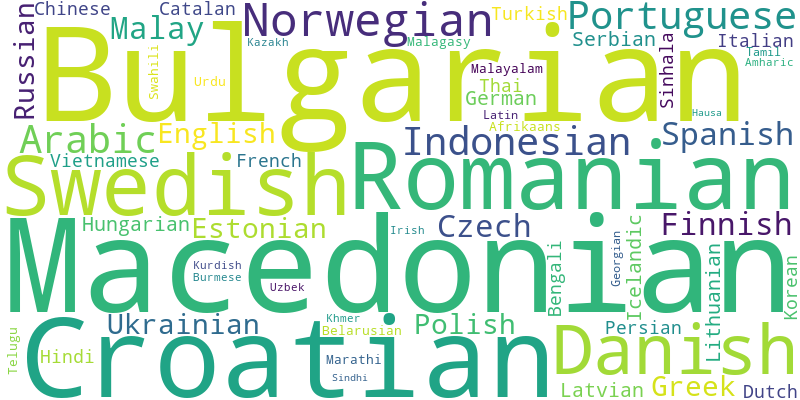 Chinese
Catalan
Norwegian
Turkish
Portuguese
Russian
Malay
Kazakh
Malagasy
Serbian
Italian
Bulgarian
Swahili
Urdu
Malayalam
Thai
German
Sinhala
Tamil
Amharic
Latin
Hausa
Afrikaans
Arabic
English
Indonesian
Spanish
Vietnamese
French
Swedish
Romanian
Hungarian
Estonian
Irish
Czech
Finnish
Macedonian
Kurdish
Burmese
Uzbek
Bengali
Georgian
Icelandic
Lithuanian
Korean
Ukrainian
Khmer
Belarusian
Polish
Persian
Croatian
Danish
Telugu
Hindi
Marathi
Sindhi
Latvian
Greek
Dutch